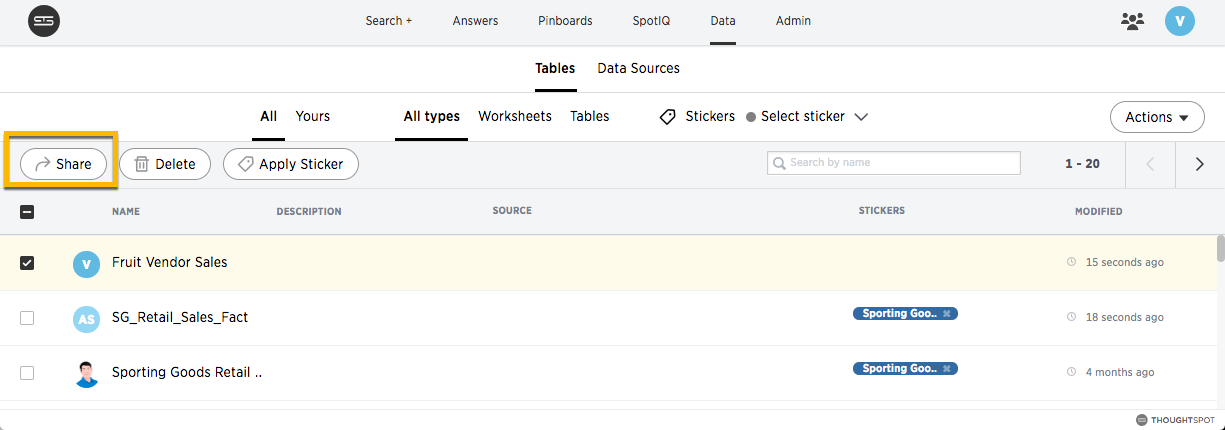 Search + Answers Pinboards SpotIQ Data Admin V
Tables Data Sources
All Yours All types Worksheets Tables Stickers Select sticker Actions
Share Delete Apply Sticker Search by name 1 - 20
NAME DESCRIPTION SOURCE STICKERS MODIFIED
V Fruit Vendor Sales 15 seconds ago
AS SG_Retail_Sales_Fact Sporting Goo.. 18 seconds ago
Sporting Goods Retail .. Sporting Goo.. 4 months ago
THOUGHTSPOT